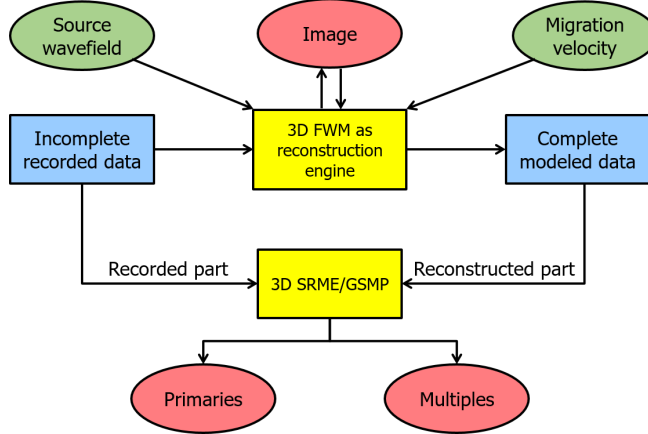 Source
wavefield
Image
Migration
velocity
Incomplete
recorded data
3D FWM as
reconstruction
engine
Complete
modeled data
Recorded part
Reconstructed part
3D SRME/GSMP
Primaries
Multiples